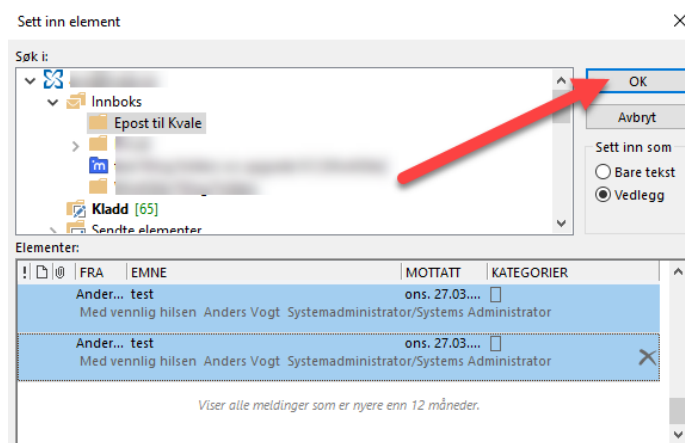 Sett inn element
Søk i:
Innboks
Epost til Kvale
Kladd [65]
Sendte elementer
OK
Avbryt
Sett inn som
Bare tekst
Vedlegg
Elementer:
! FRA EMNE MOTTATT KATEGORIER
Ander... test ons. 27.03....
Med vennlig hilsen Anders Vogt Systemadministrator/Systems Administrator
Ander... test ons. 27.03....
Med vennlig hilsen Anders Vogt Systemadministrator/Systems Administrator
Viser alle meldinger som er nyere enn 12 måneder.